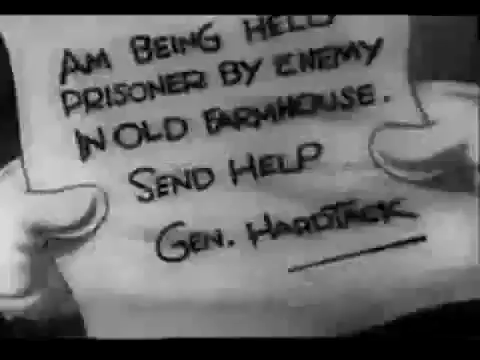 AM BEING HELD
PRISONER BY ENEMY
IN OLD FARMHOUSE.
SEND HELP
GEN. HARDTACK